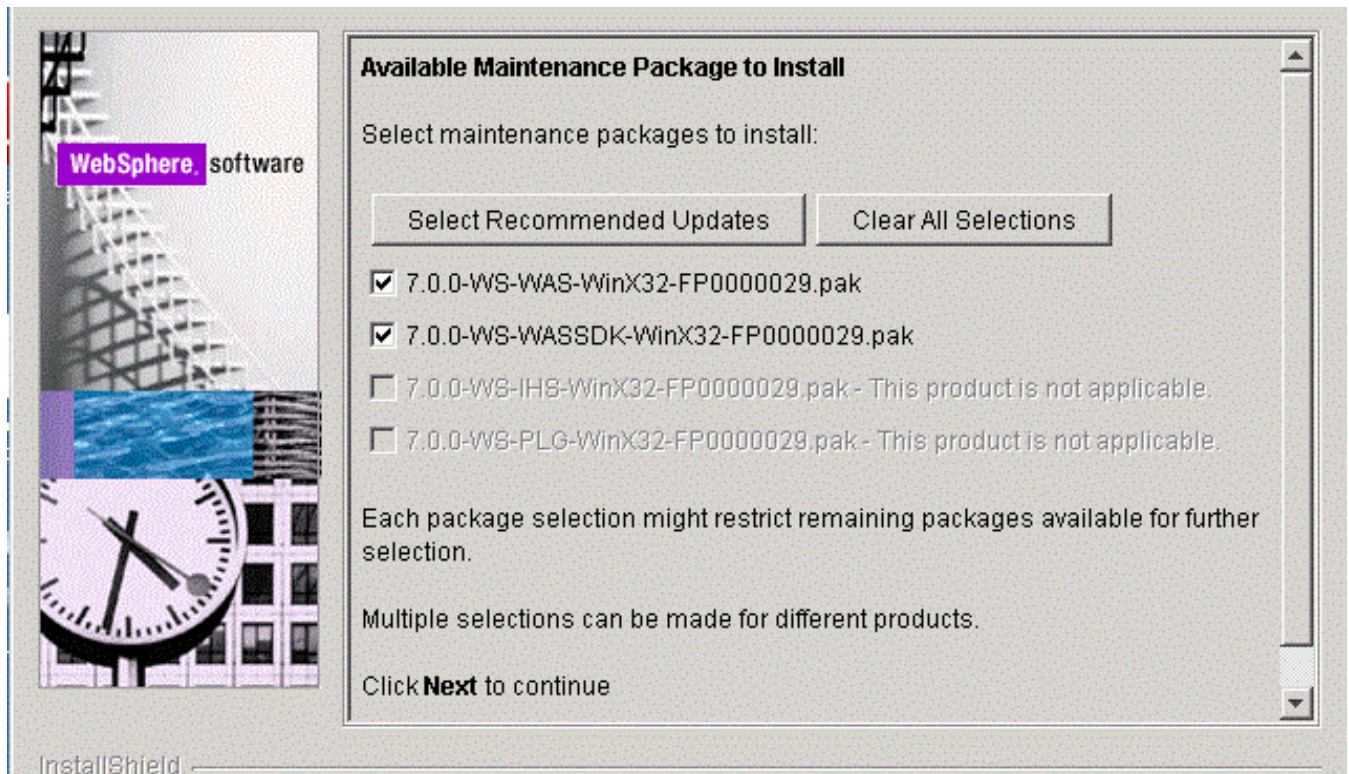 WebSphere. software
Available Maintenance Package to Install
Select maintenance packages to install:
Select Recommended Updates
Clear All Selections
7.0.0-WS-WAS-WinX32-FP0000029.pak
7.0.0-WS-WASSDK-WinX32-FP0000029.pak
7.0.0-WS-IHS-WinX32-FP0000029.pak - This product is not applicable.
7.0.0-WS-PLG-WinX32-FP0000029.pak - This product is not applicable.
Each package selection might restrict remaining packages available for further
selection.
Multiple selections can be made for different products.
Click Next to continue
InstallShield